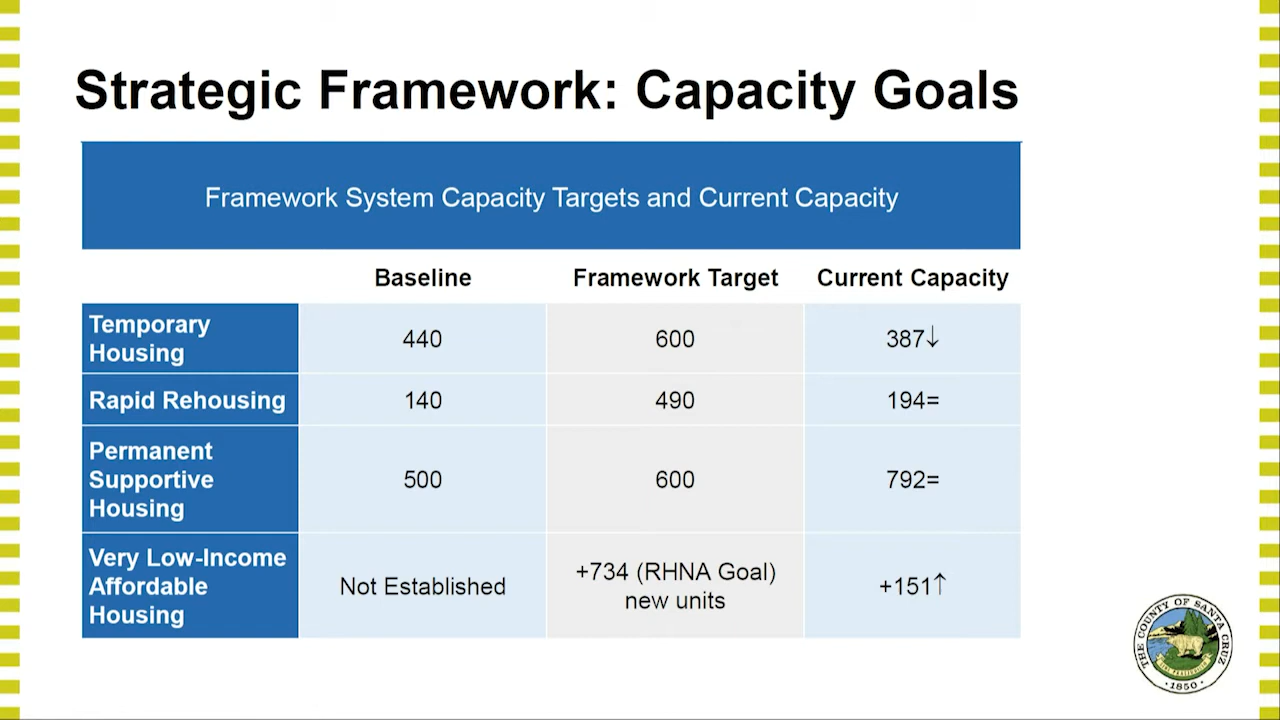 Strategic Framework: Capacity Goals
Framework System Capacity Targets and Current Capacity
Baseline Framework Target Current Capacity
Temporary
Housing
440 600 387↓
Rapid Rehousing 140 490 194=
Permanent
Supportive
Housing
500 600 792=
Very Low-Income
Affordable
Housing
Not Established
+734 (RHNA Goal)
new units
+151↑
THE COUNTY OF SANTA CRUZ
·1850·